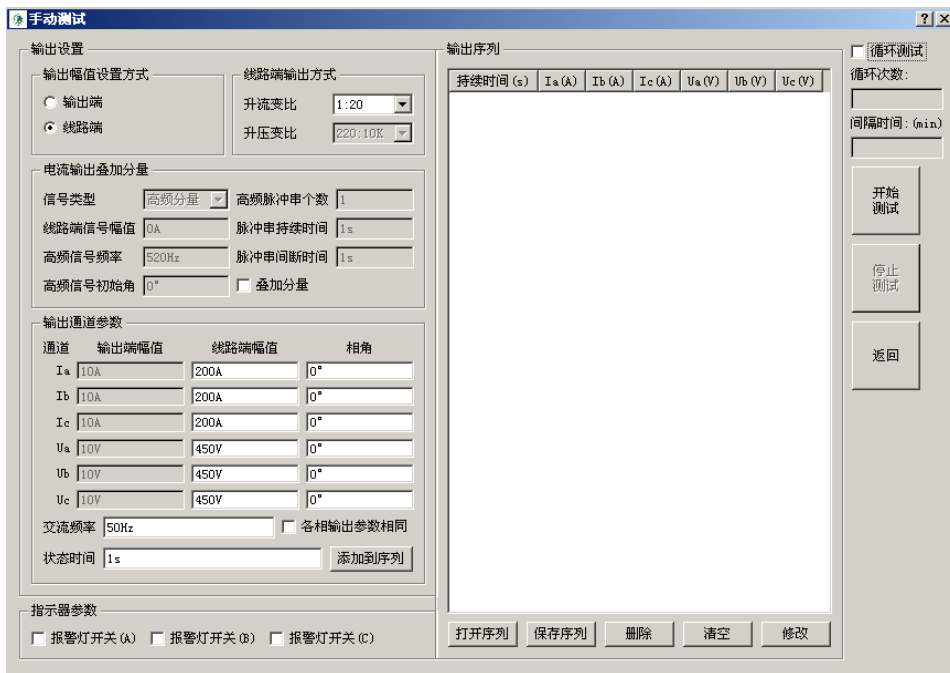 手动测试
输出设置
输出幅值设置方式
输出端
线路端
线路端输出方式
升流变比 1:20
升压变比 220:10K
电流输出叠加分量
信号类型 高频分量 高频脉冲串个数 1
线路端信号幅值 0A 脉冲串持续时间 1s
高频信号频率 520Hz 脉冲串间断时间 1s
高频信号初始角 0° 叠加分量
输出通道参数
通道 输出端幅值 线路端幅值 相角
Ia 10A 200A 0°
Ib 10A 200A 0°
Ic 10A 200A 0°
Ua 10V 450V 0°
Ub 10V 450V 0°
Uc 10V 450V 0°
交流频率 50Hz 各相输出参数相同
状态时间 1s 添加到序列
指示器参数
报警灯开关(A) 报警灯开关(B) 报警灯开关(C)
输出序列
持续时间(s) Ia(A) Ib(A) Ic(A) Ua(V) Ub(V) Uc(V)
打开序列 保存序列 删除 清空 修改
循环测试
循环次数:
间隔时间:(min)
开始
测试
停止
测试
返回